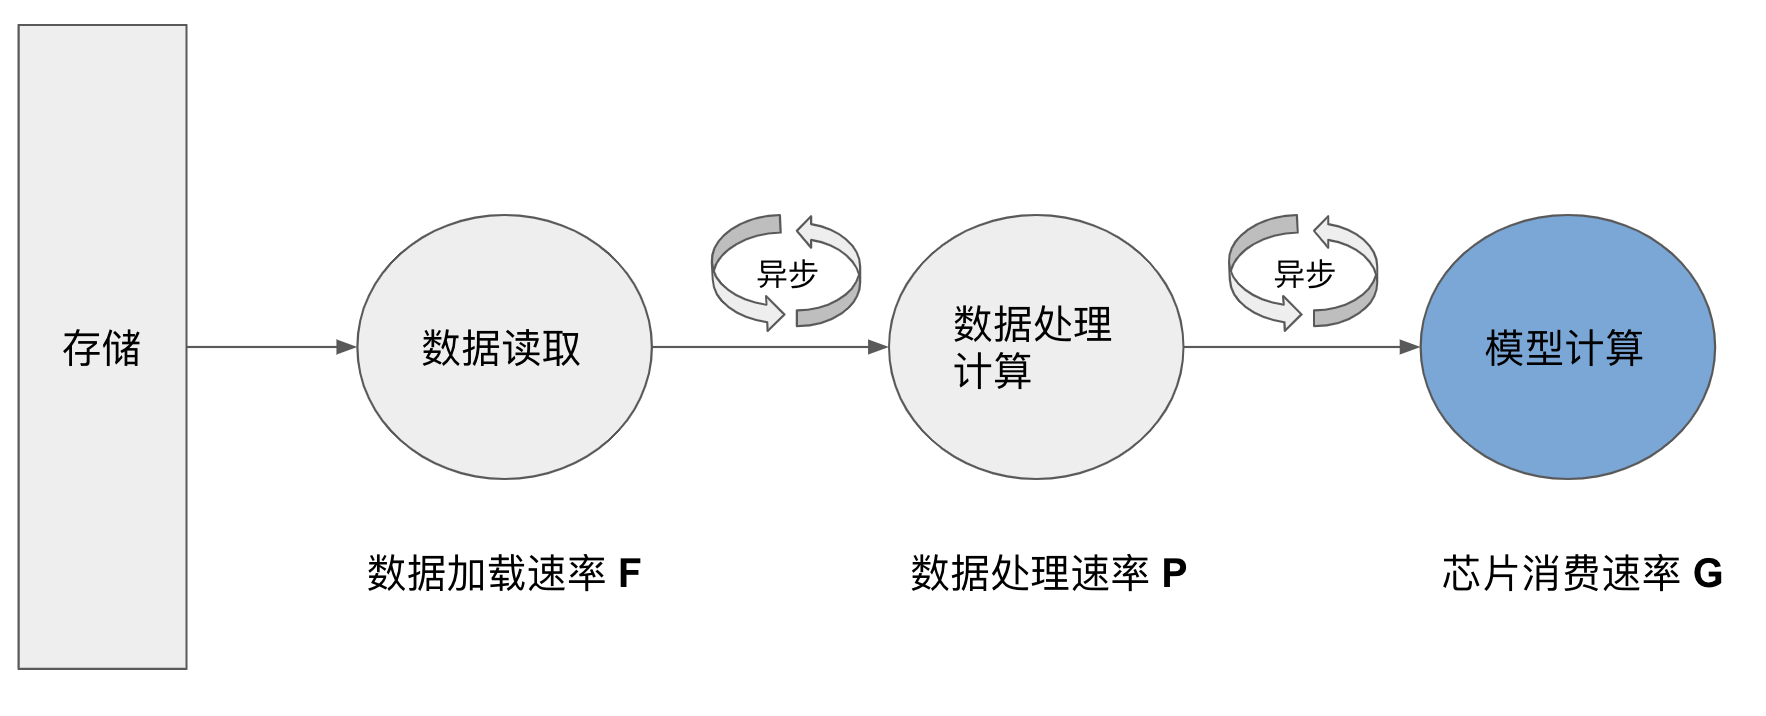 存储
数据读取
异步
数据处理
计算
异步
模型计算
数据加载速率 F
数据处理速率 P
芯片消费速率 G